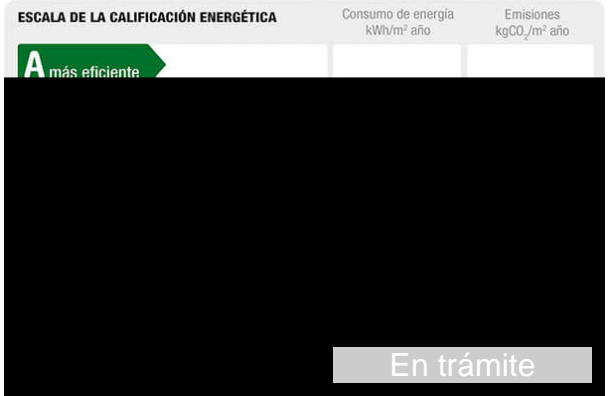 ESCALA DE LA CALIFICACIÓN ENERGÉTICA
Consumo de energía
kWh/m² año
Emisiones
kgCO₂/m² año
A más eficiente
En trámite